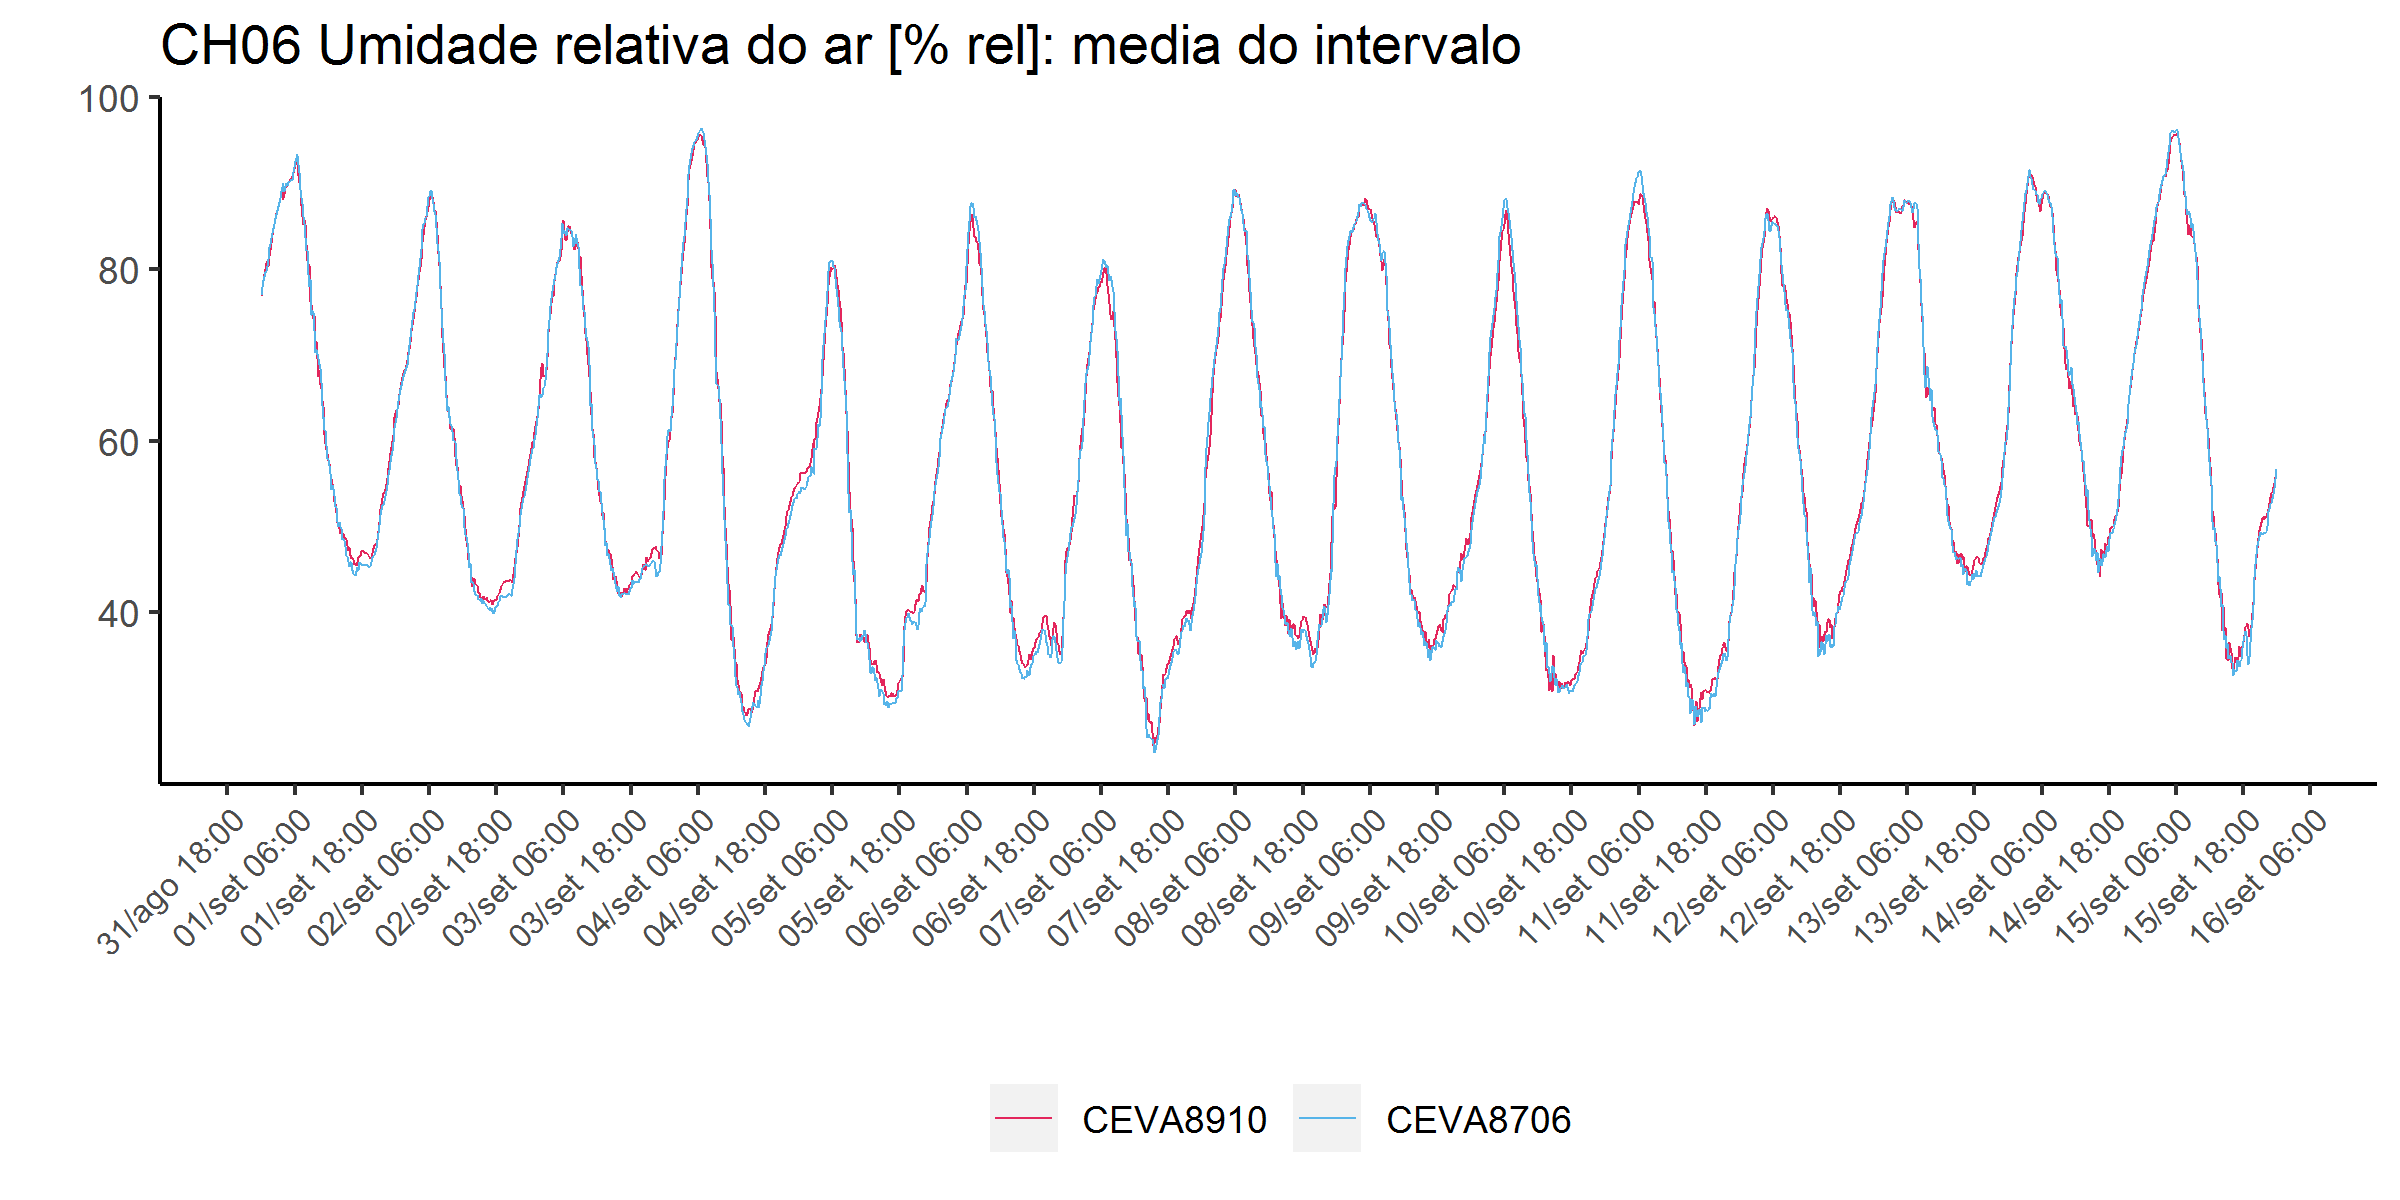 CH06 Umidade relativa do ar [% rel]: media do intervalo
100
80
60
40
31/ago 18:00
01/set 06:00
01/set 18:00
02/set 06:00
02/set 18:00
03/set 06:00
03/set 18:00
04/set 06:00
04/set 18:00
05/set 06:00
05/set 18:00
06/set 06:00
06/set 18:00
07/set 06:00
07/set 18:00
08/set 06:00
08/set 18:00
09/set 06:00
09/set 18:00
10/set 06:00
10/set 18:00
11/set 06:00
11/set 18:00
12/set 06:00
12/set 18:00
13/set 06:00
13/set 18:00
14/set 06:00
14/set 18:00
15/set 06:00
15/set 18:00
16/set 06:00
CEVA8910
CEVA8706